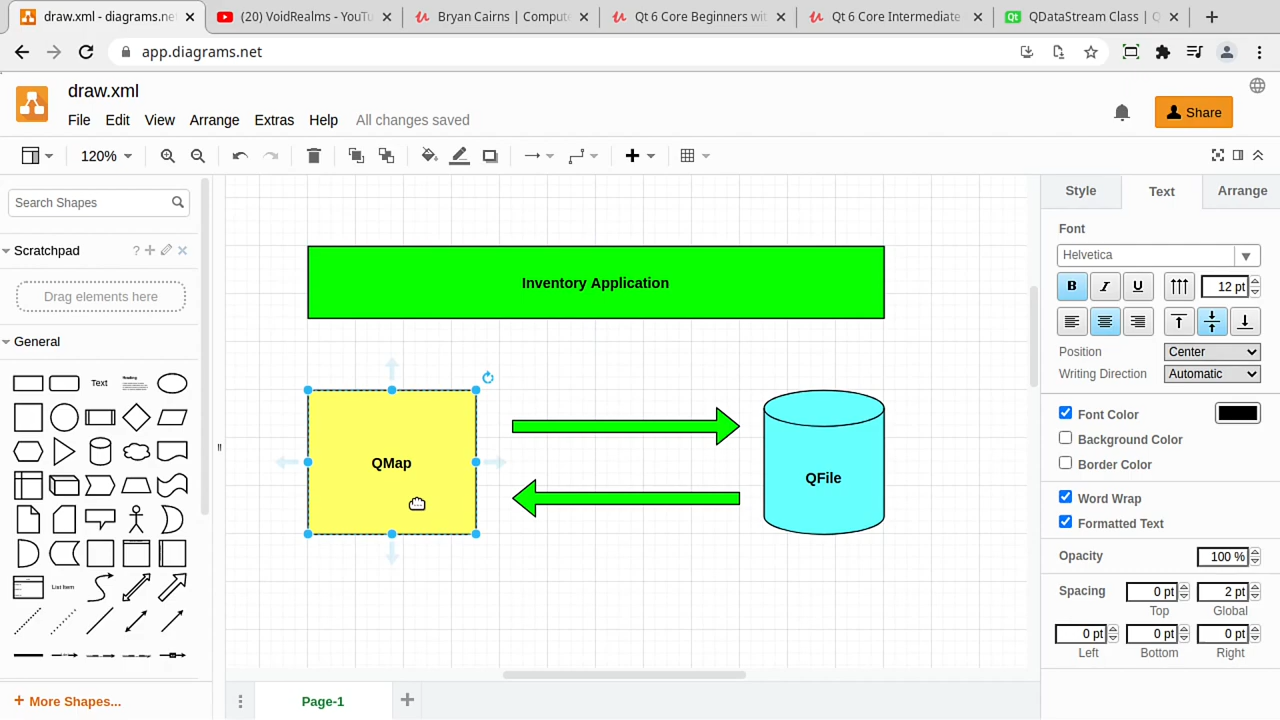 draw.xml - diagrams.ne
(20) VoidRealms - YouTu
Bryan Cairns | Compute
Qt 6 Core Beginners wit
Qt 6 Core Intermediate
QDataStream Class | Q
app.diagrams.net
draw.xml
File Edit View Arrange Extras Help All changes saved
Share
120%
Search Shapes
Scratchpad
Drag elements here
General
Text
Heading
List Item
+ More Shapes...
Inventory Application
QMap
QFile
Page-1
Style Text Arrange
Font
Helvetica
B I U 12 pt
Position Center
Writing Direction Automatic
Font Color
Background Color
Border Color
Word Wrap
Formatted Text
Opacity 100 %
Spacing 0 pt 2 pt
Top Global
0 pt 0 pt 0 pt
Left Bottom Right